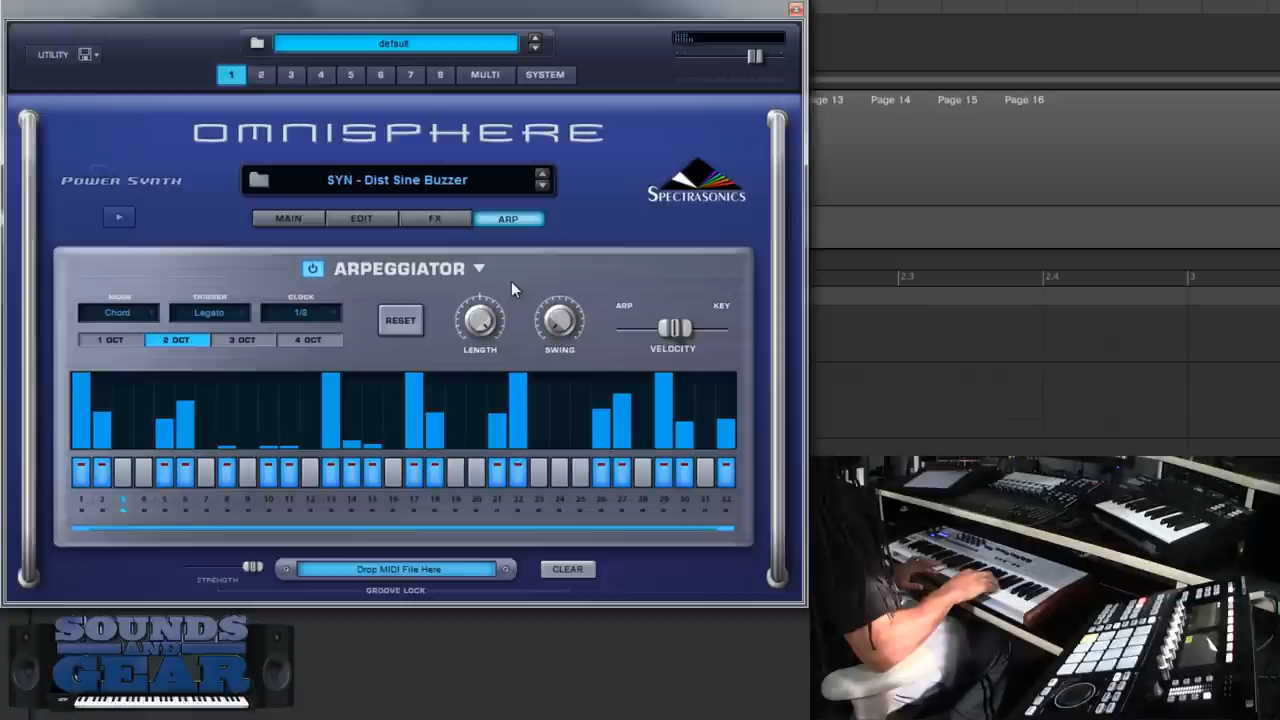 UTILITY
default
1 2 3 4 5 6 7 8 MULTI SYSTEM
OMNISPHERE
POWER SYNTH
SYN - Dist Sine Buzzer
SPECTRASONICS
MAIN EDIT FX ARP
ARPEGGIATOR
MODE TRIGGER CLOCK
Chord Legato 1/8
RESET
ARP KEY
1 OCT 2 OCT 3 OCT 4 OCT
LENGTH SWING VELOCITY
1 2 3 4 5 6 7 8 9 10 11 12 13 14 15 16 17 18 19 20 21 22 23 24 25 26 27 28 29 30 31 32
STRENGTH
Drop MIDI File Here
CLEAR
GROOVE LOCK
Page 14 Page 15 Page 16
2.3 2.4 3
SOUNDS
AND
GEAR